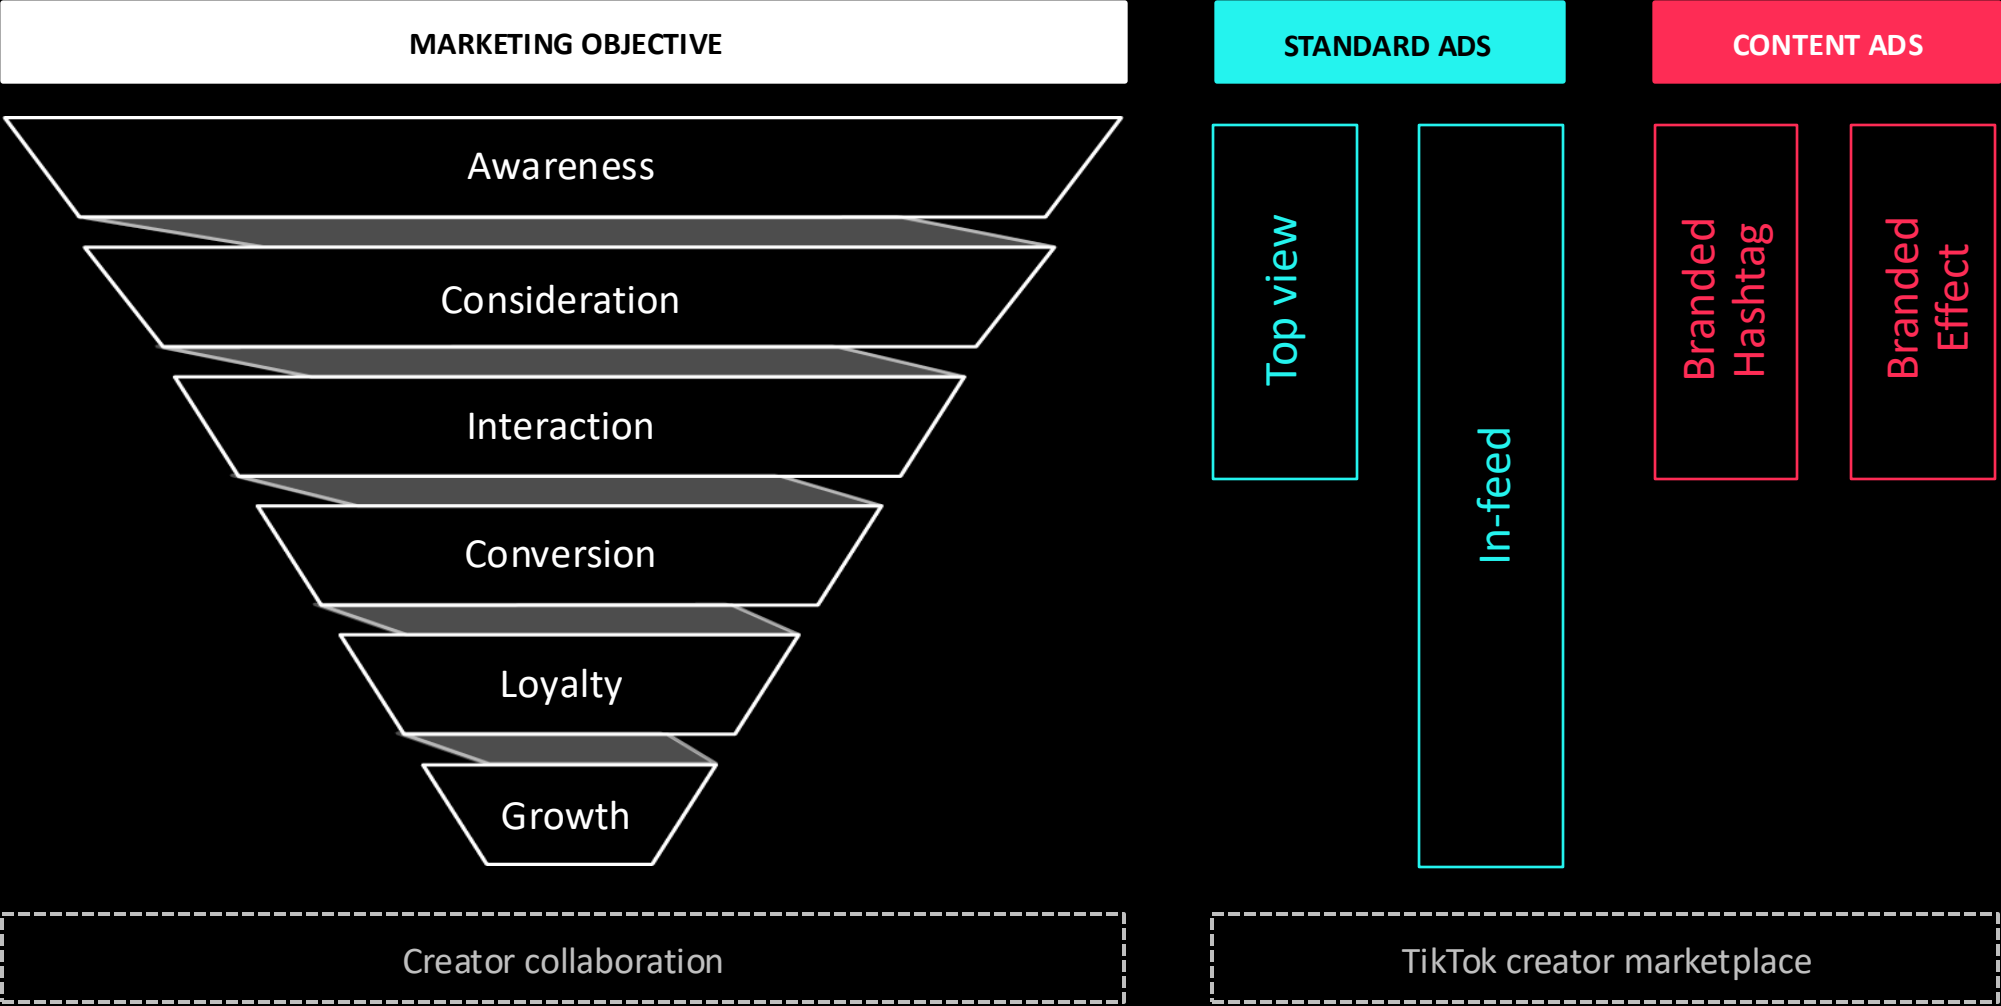 MARKETING OBJECTIVE
STANDARD ADS
CONTENT ADS
Awareness
Consideration
Interaction
Conversion
Loyalty
Growth
Top view
In-feed
Branded
Hashtag
Branded
Effect
Creator collaboration
TikTok creator marketplace